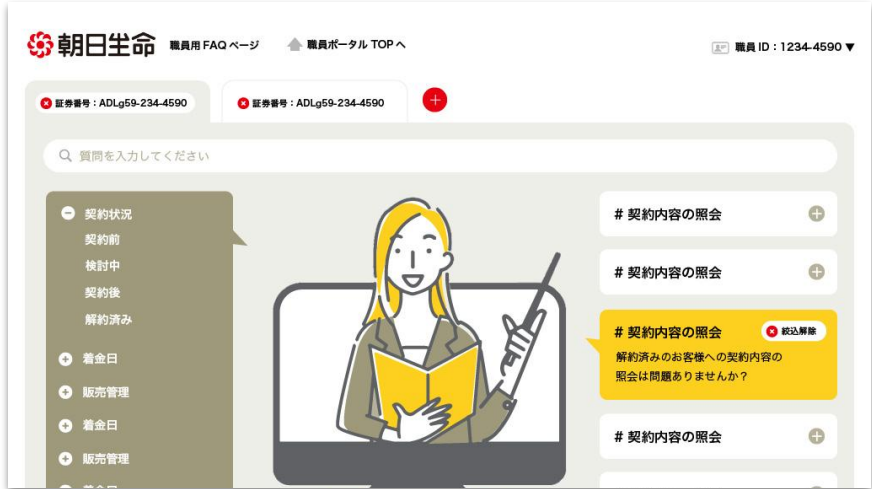 朝日生命 職員用 FAQ ページ 職員ポータル TOP へ 職員 ID：1234-4590 ▼
証券番号：ADLg59-234-4590
証券番号：ADLg59-234-4590
質問を入力してください
契約状況
契約前
検討中
契約後
解約済み
着金日
販売管理
着金日
販売管理
# 契約内容の照会
# 契約内容の照会
# 契約内容の照会 絞込解除
解約済みのお客様への契約内容の
照会は問題ありませんか？
# 契約内容の照会